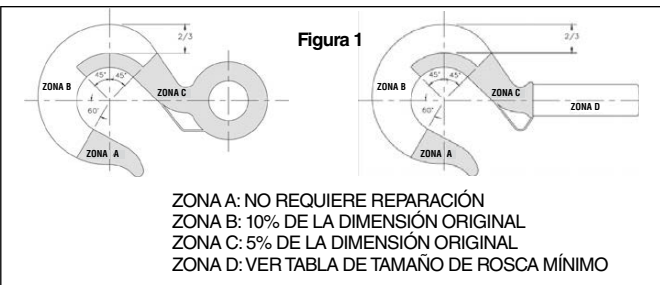 Figura 1
2/3
45° 45°
ZONA B
ZONA C
60°
ZONA A
2/3
45° 45°
ZONA B
ZONA C
ZONA D
60°
ZONA A
ZONA A: NO REQUIERE REPARACIÓN
ZONA B: 10% DE LA DIMENSIÓN ORIGINAL
ZONA C: 5% DE LA DIMENSIÓN ORIGINAL
ZONA D: VER TABLA DE TAMAÑO DE ROSCA MÍNIMO